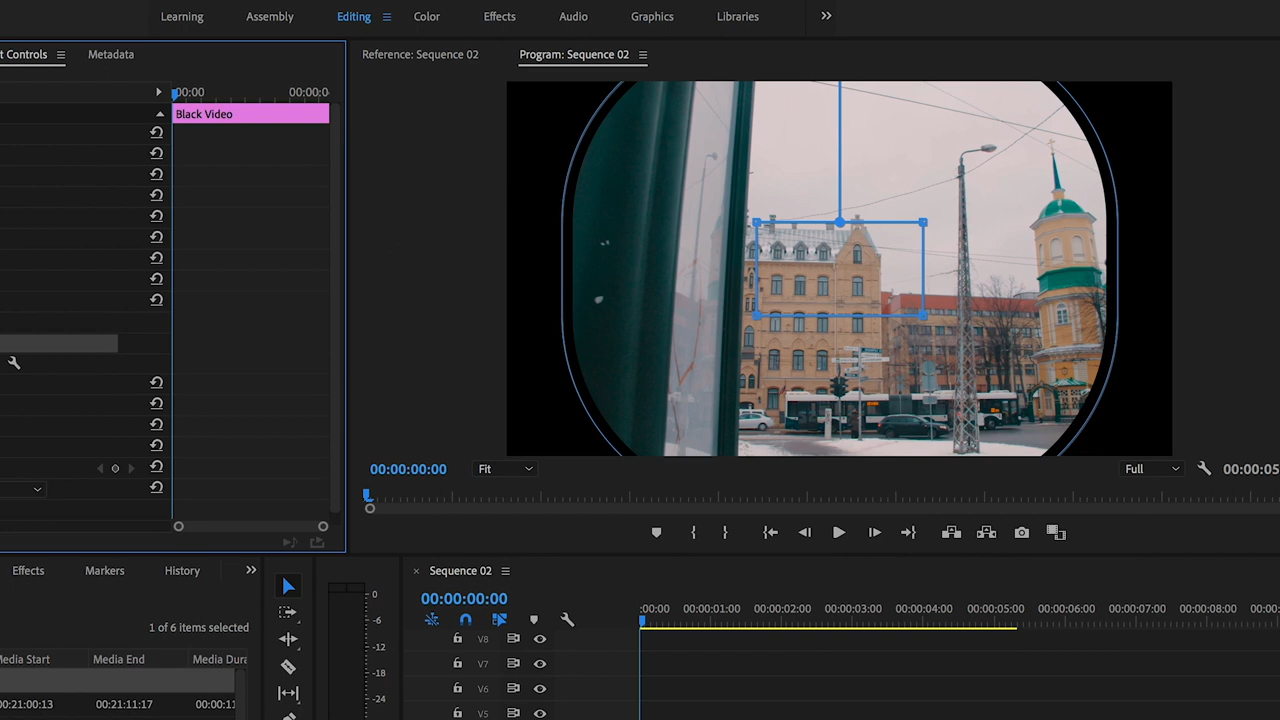 Learning Assembly Editing Color Effects Audio Graphics Libraries
t Controls Metadata
Reference: Sequence 02 Program: Sequence 02
:00:00 00:00:0
Black Video
00:00:00:00 Fit Full 00:00:05
Effects Markers History
Sequence 02
00:00:00:00
1 of 6 items selected
:00:00 00:00:01:00 00:00:02:00 00:00:03:00 00:00:04:00 00:00:05:00 00:00:06:00 00:00:07:00 00:00:08:00 00:00:
Media Start Media End Media Dura
00:21:00:13 00:21:11:17 00:00:11
0
-6
-12
-18
-24
V8
V7
V6
V5